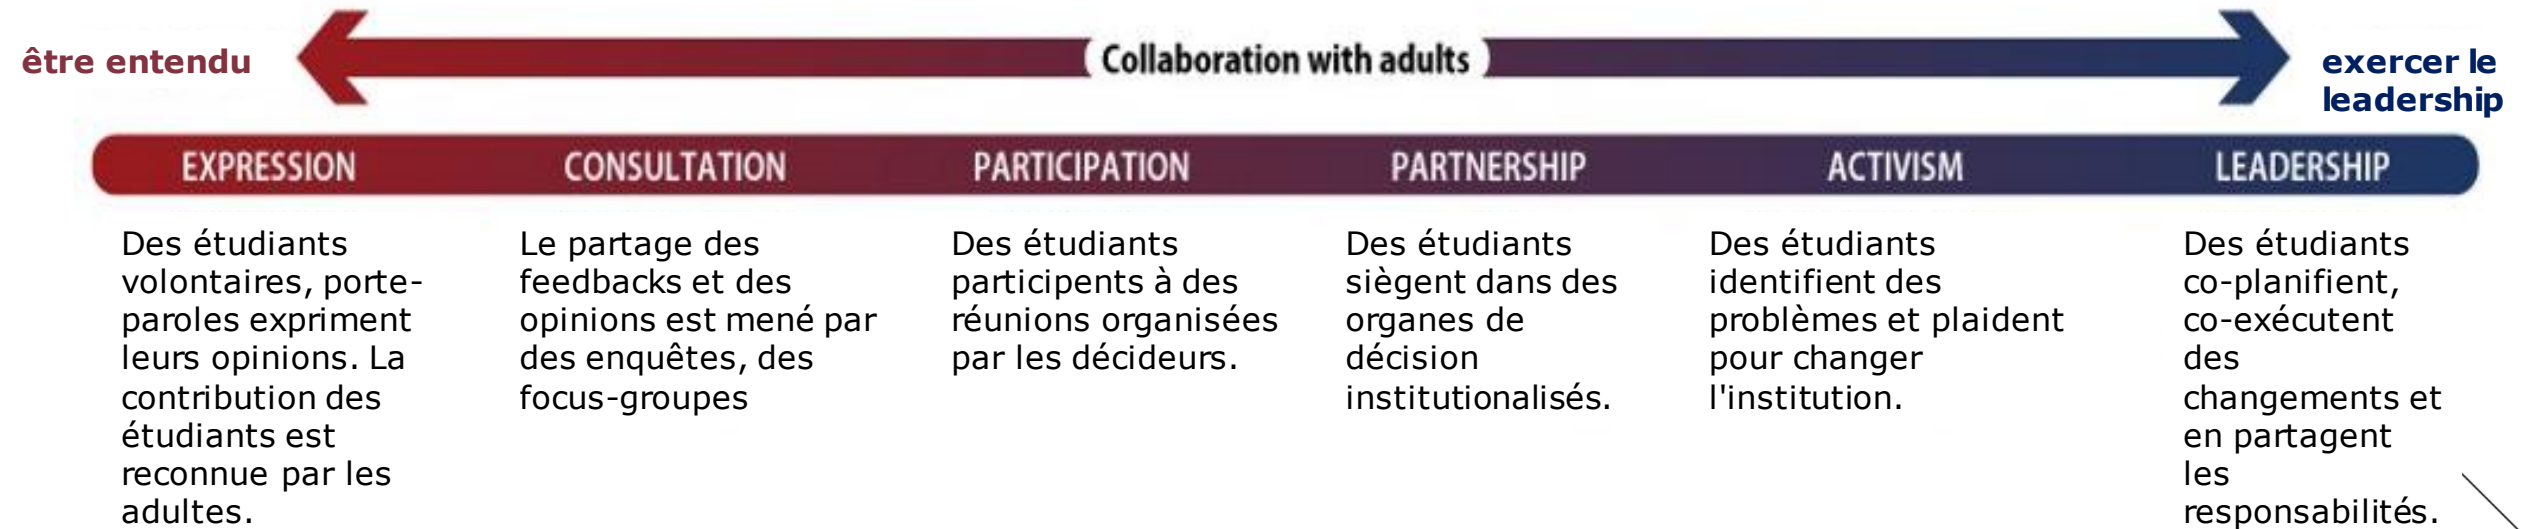 être entendu
Collaboration with adults
exercer le
leadership
EXPRESSION
CONSULTATION
PARTICIPATION
PARTNERSHIP
ACTIVISM
LEADERSHIP
Des étudiants
volontaires, porte-
paroles expriment
leurs opinions. La
contribution des
étudiants est
reconnue par les
adultes.
Le partage des
feedbacks et des
opinions est mené par
des enquêtes, des
focus-groupes
Des étudiants
participents à des
réunions organisées
par les décideurs.
Des étudiants
siègent dans des
organes de
décision
institutionalisés.
Des étudiants
identifient des
problèmes et plaident
pour changer
l'institution.
Des étudiants
co-planifient,
co-exécutent
des
changements et
en partagent
les
responsabilités.